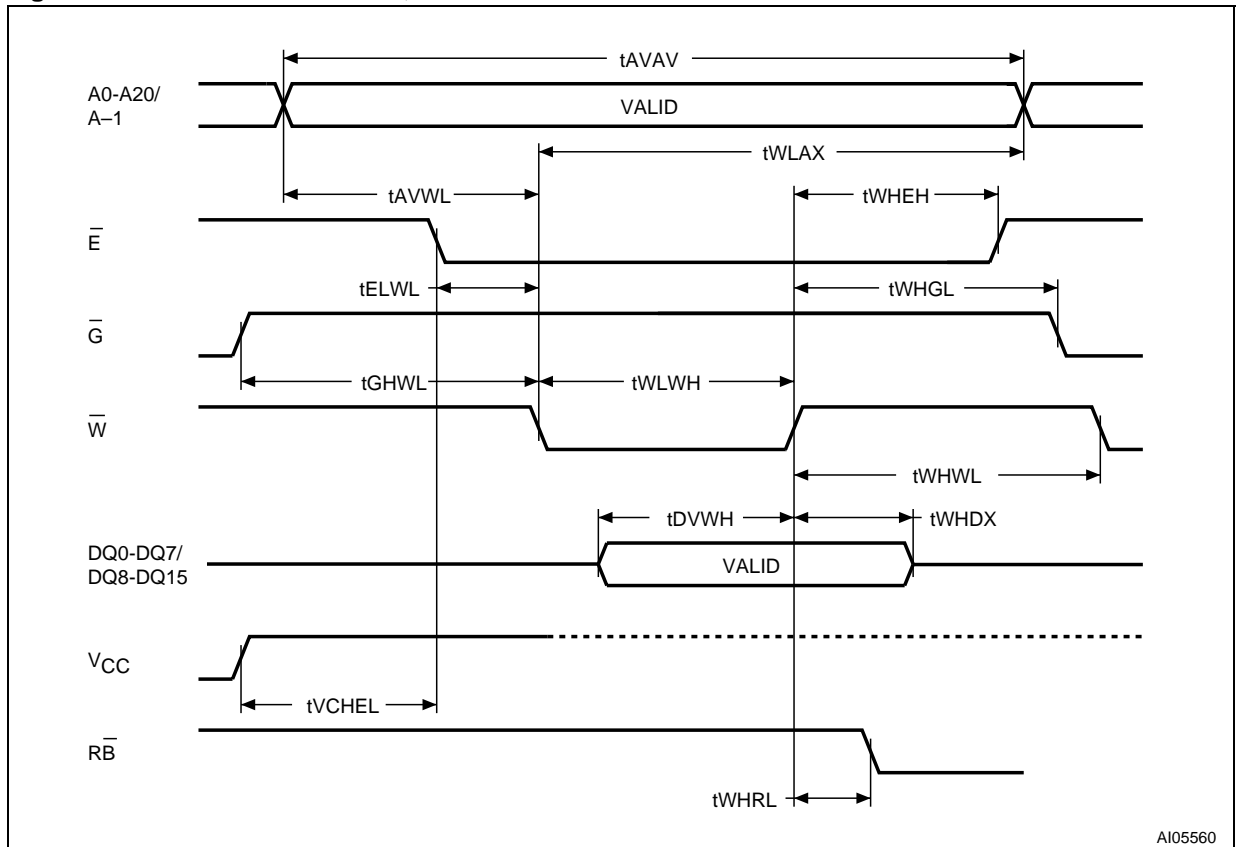 tAVAV
A0-A20/
A–1
VALID
tWLAX
tAVWL
tWHEH
E̅
tELWL
tWHGL
G̅
tGHWL
tWLWH
W̅
tWHWL
tDVWH
tWHDX
DQ0-DQ7/
DQ8-DQ15
VALID
VCC
tVCHEL
RB̅
tWHRL
AI05560